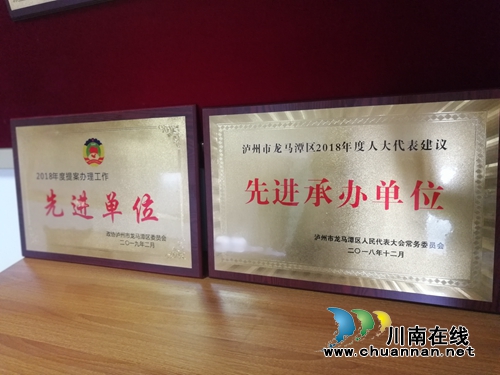 2018年度提案办理工作
先进单位
政协泸州市龙马潭区委员会
二〇一九年二月
泸州市龙马潭区2018年度人大代表建议
先进承办单位
泸州市龙马潭区人民代表大会常务委员会
二〇一八年十二月
川南在线
www.chuannan.net